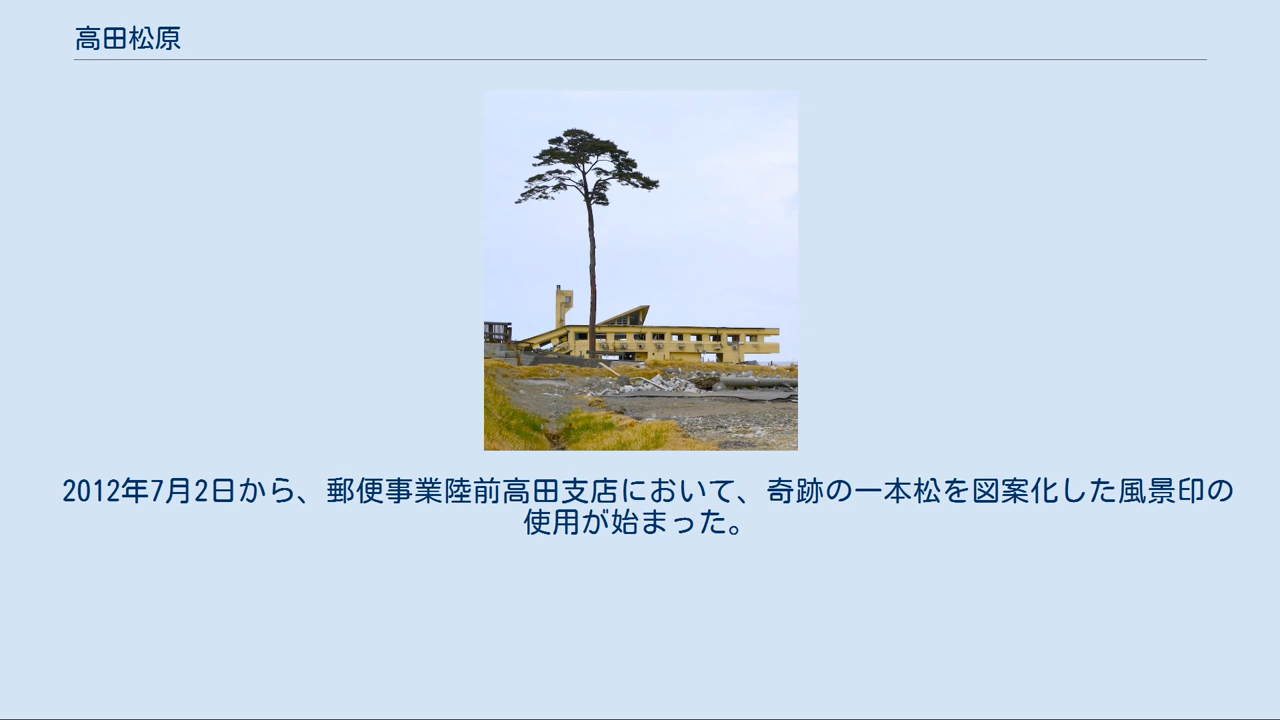 高田松原
2012年7月2日から、郵便事業陸前高田支店において、奇跡の一本松を図案化した風景印の
使用が始まった。